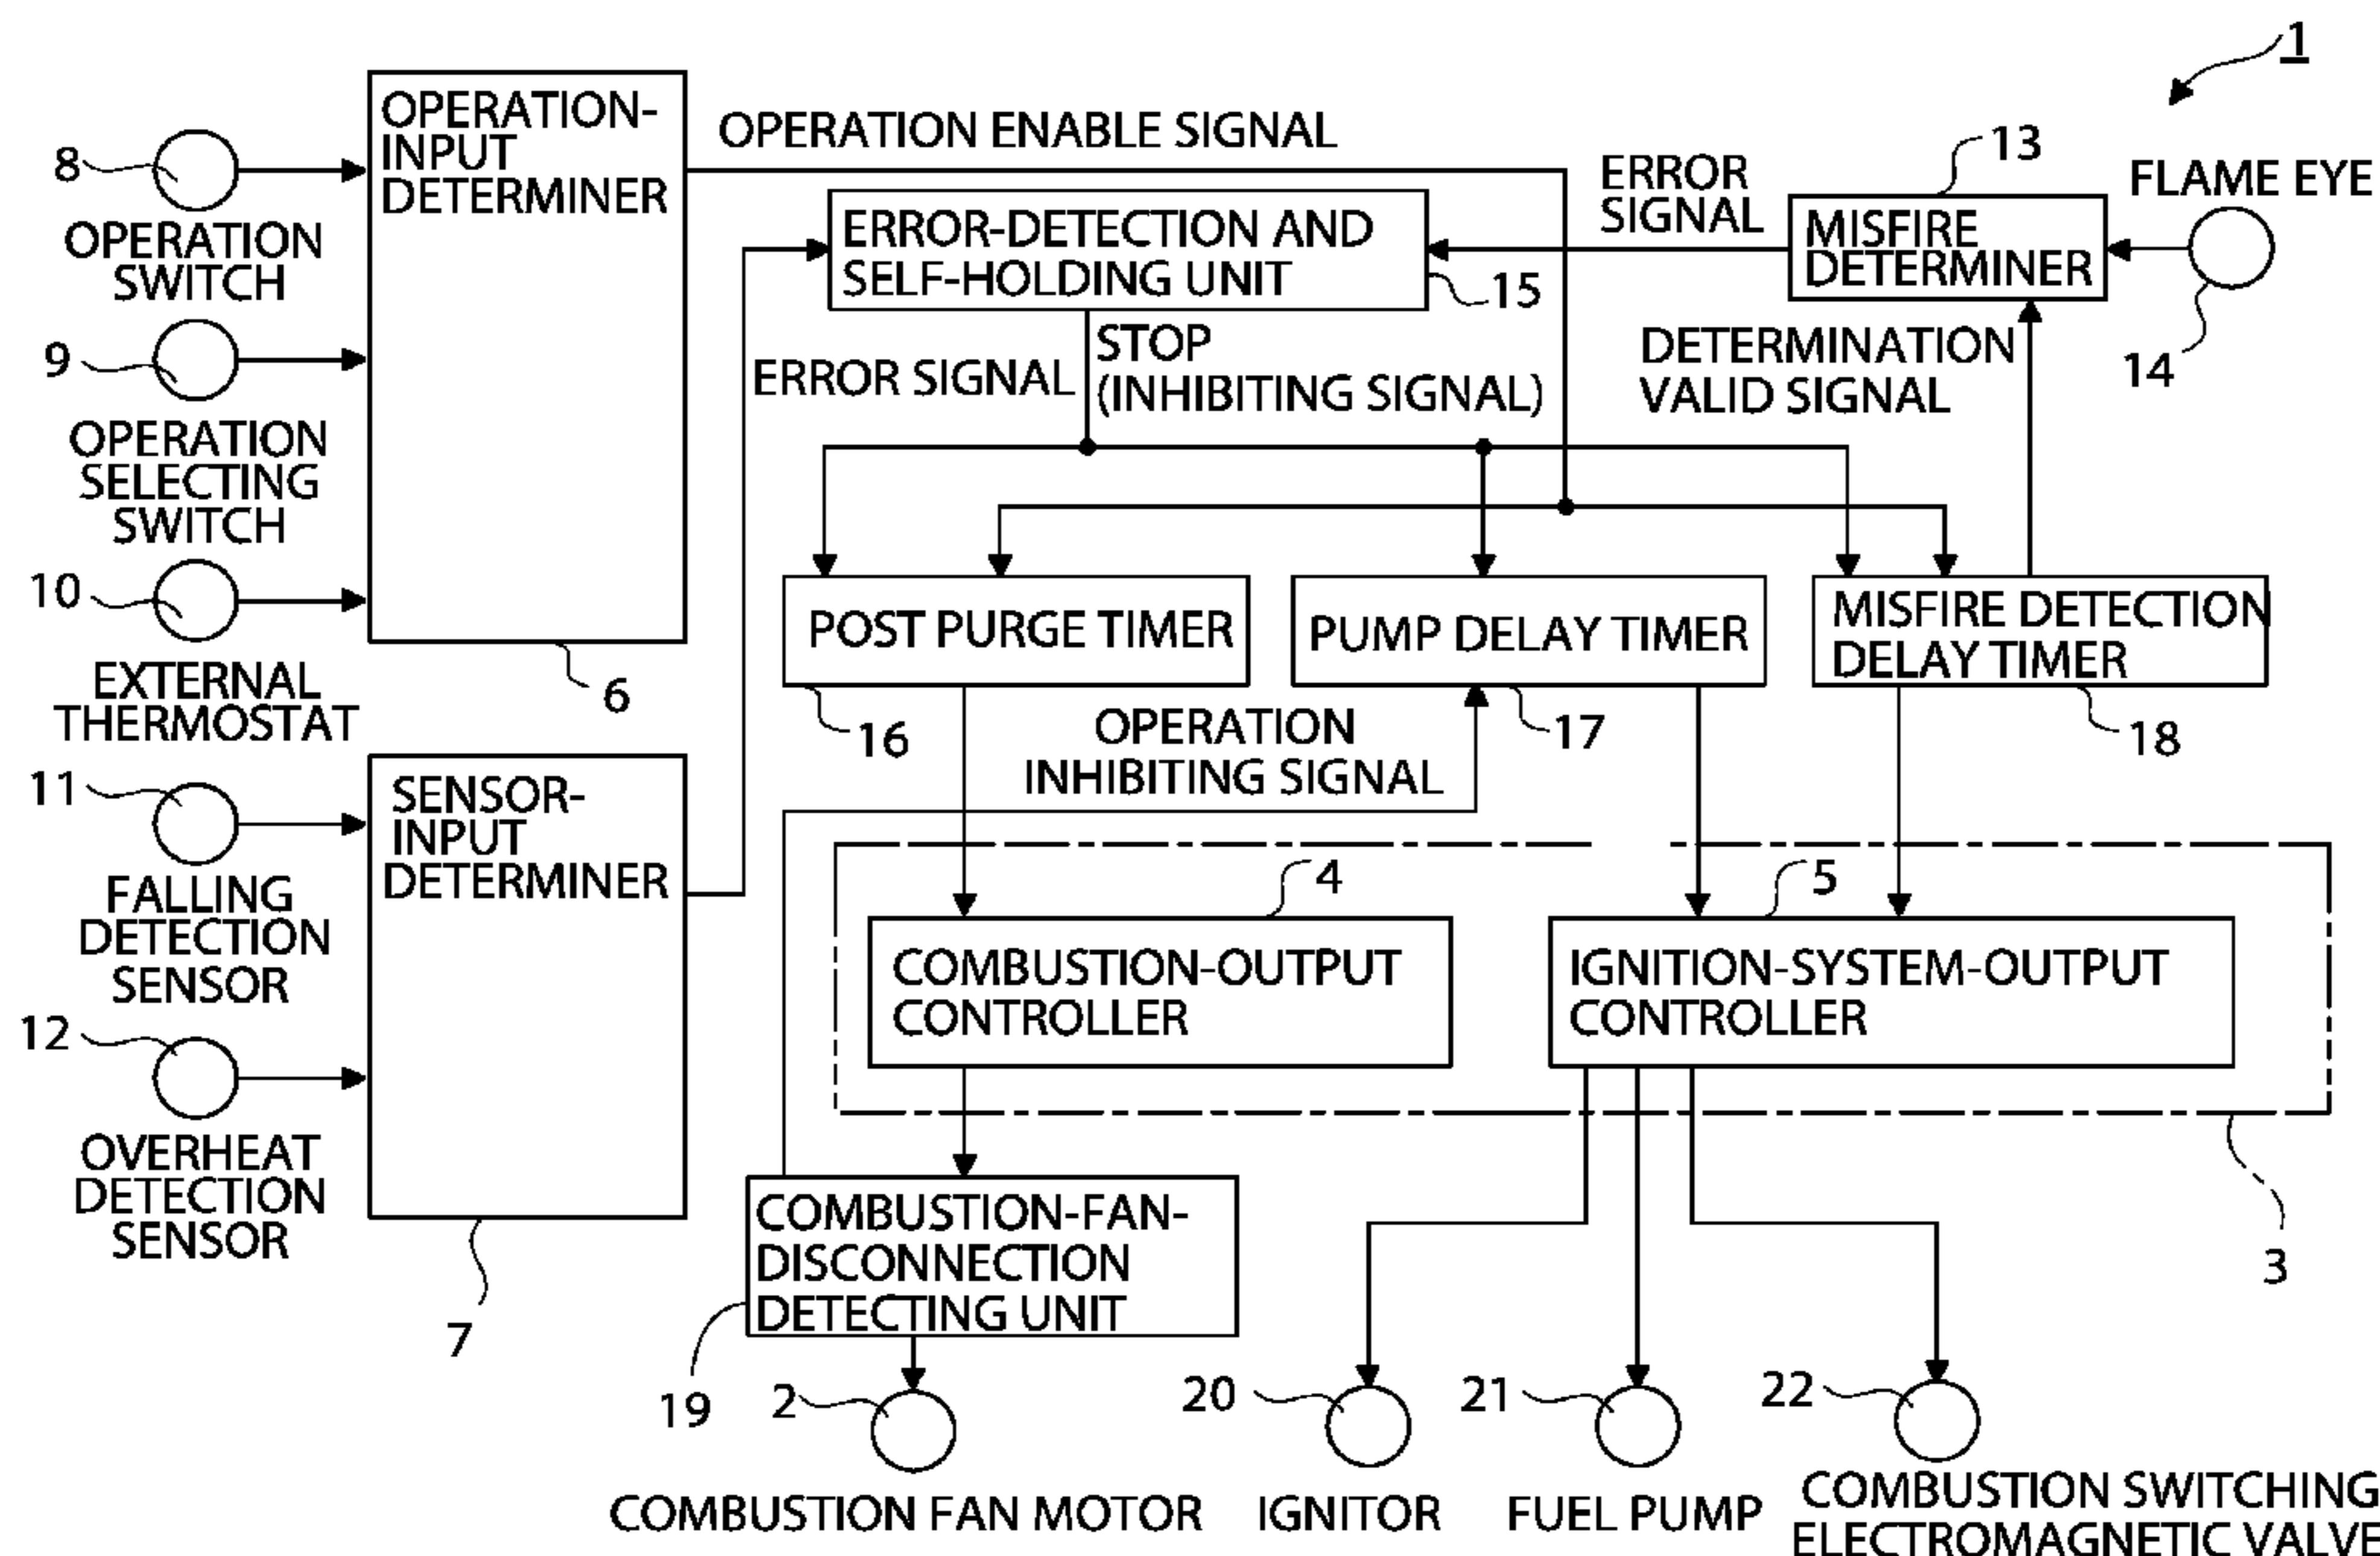 1
OPERATION-
INPUT
DETERMINER
OPERATION ENABLE SIGNAL
8
OPERATION
SWITCH
9
OPERATION
SELECTING
SWITCH
10
EXTERNAL
THERMOSTAT
6
ERROR
SIGNAL
13
FLAME EYE
MISFIRE
DETERMINER
14
ERROR-DETECTION AND
SELF-HOLDING UNIT
15
ERROR SIGNAL
STOP
(INHIBITING SIGNAL)
DETERMINATION
VALID SIGNAL
POST PURGE TIMER
16
PUMP DELAY TIMER
17
MISFIRE DETECTION
DELAY TIMER
18
OPERATION
INHIBITING SIGNAL
11
FALLING
DETECTION
SENSOR
12
OVERHEAT
DETECTION
SENSOR
SENSOR-
INPUT
DETERMINER
7
4
COMBUSTION-OUTPUT
CONTROLLER
5
IGNITION-SYSTEM-OUTPUT
CONTROLLER
3
COMBUSTION-FAN-
DISCONNECTION
DETECTING UNIT
19
2
COMBUSTION FAN MOTOR
20
IGNITOR
21
FUEL PUMP
22
COMBUSTION SWITCHING
ELECTROMAGNETIC VALVE